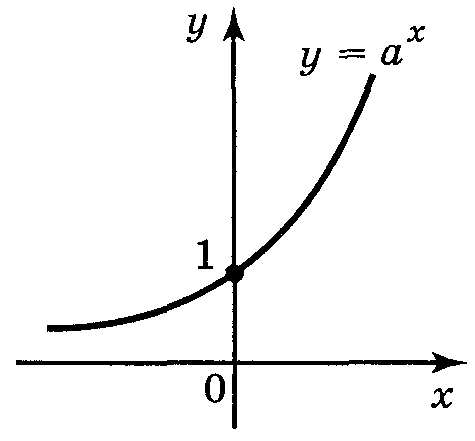 y
y = a^x
1
0
x